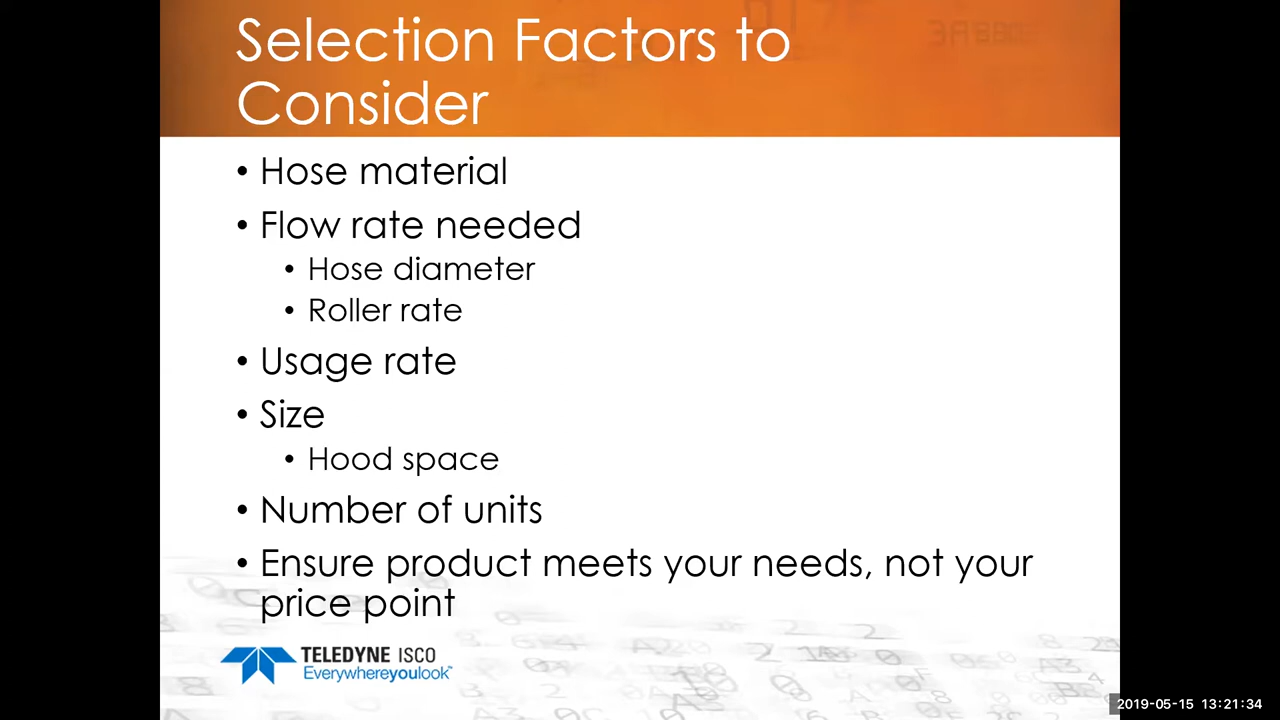 Selection Factors to
Consider
• Hose material
• Flow rate needed
• Hose diameter
• Roller rate
• Usage rate
• Size
• Hood space
• Number of units
• Ensure product meets your needs, not your
price point
TELEDYNE ISCO
Everywhereyoulook™
2019-05-15 13:21:34